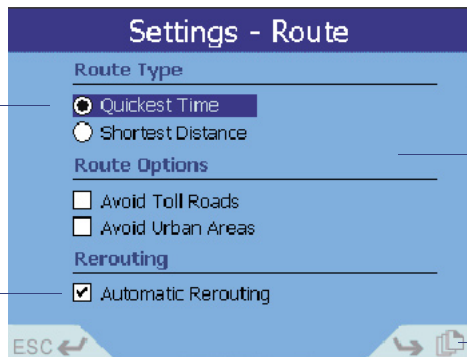 Settings - Route
Route Type
Quickest Time
Shortest Distance
Route Options
Avoid Toll Roads
Avoid Urban Areas
Rerouting
Automatic Rerouting
ESC